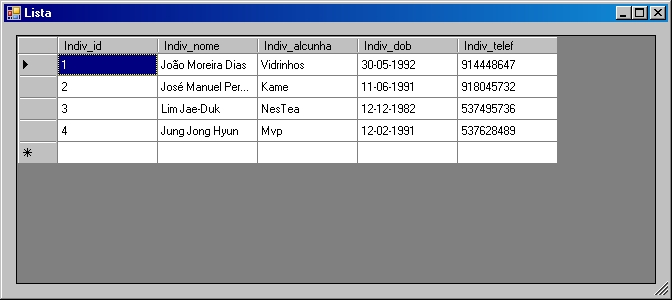 Lista
Indiv_id Indiv_nome Indiv_alcunha Indiv_dob Indiv_telef
1 João Moreira Dias Vidrinhos 30-05-1992 914448647
2 José Manuel Per... Kame 11-06-1991 918045732
3 Lim Jae-Duk NesTea 12-12-1982 537495736
4 Jung Jong Hyun Mvp 12-02-1991 537628489